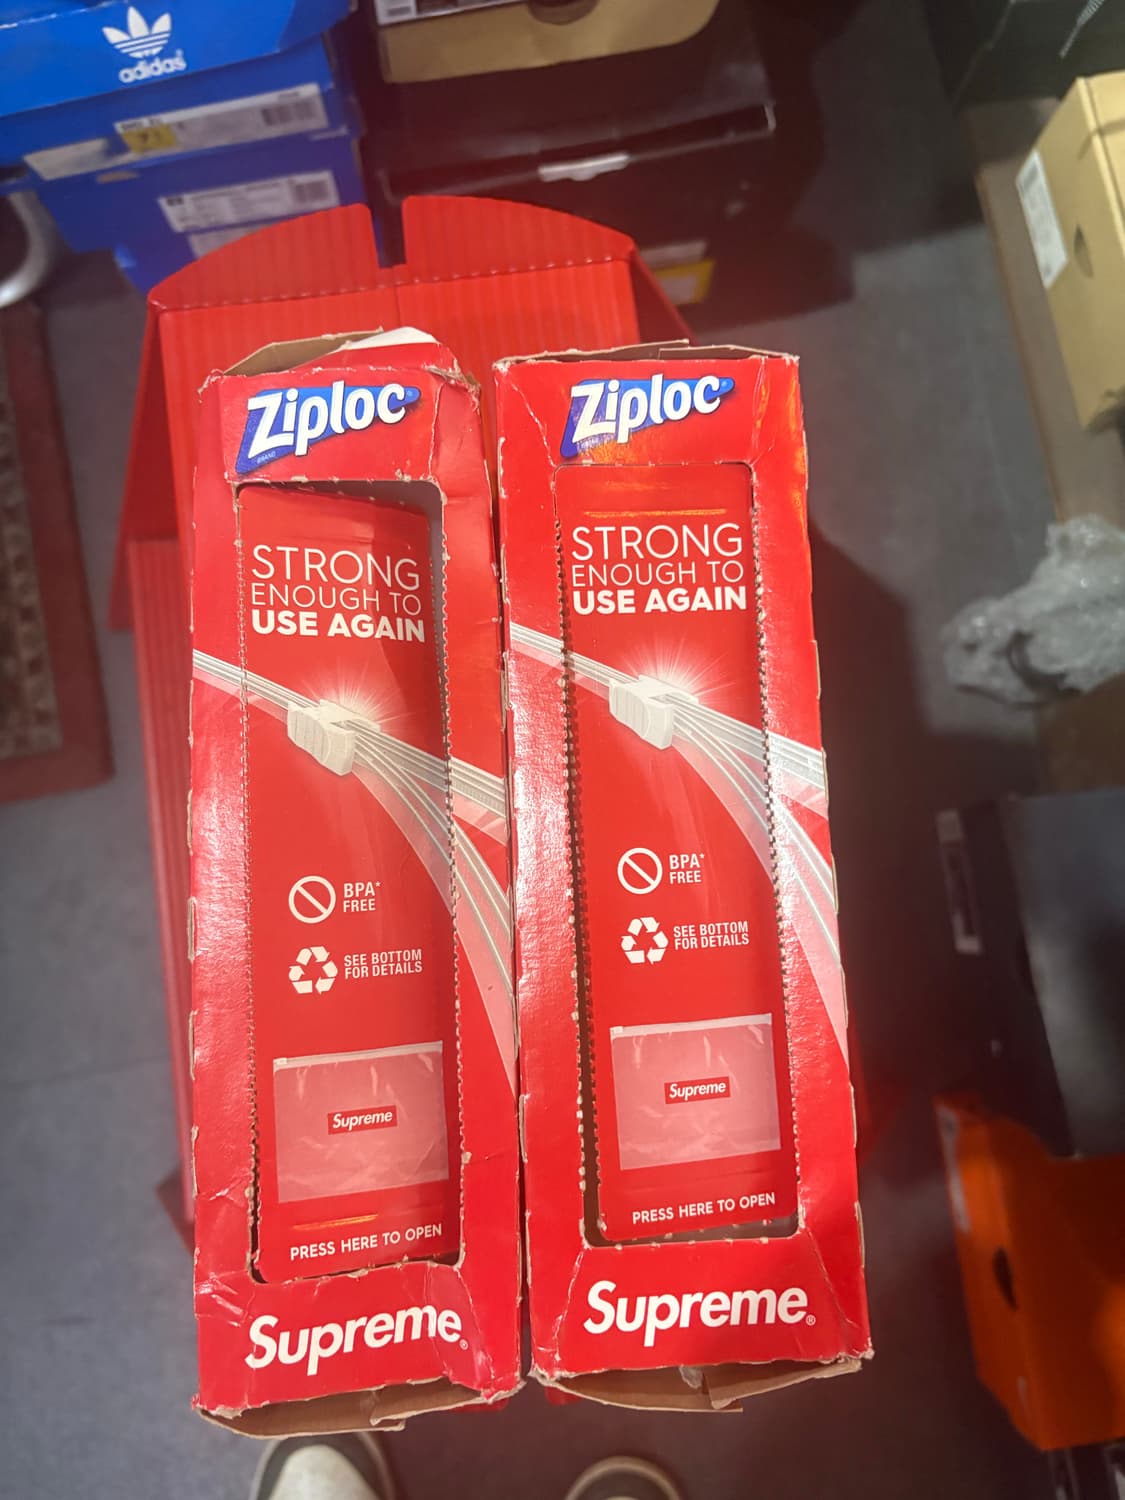 adidas
Ziploc®
BRAND
STRONG
ENOUGH TO
USE AGAIN
BPA*
FREE
SEE BOTTOM
FOR DETAILS
Supreme
PRESS HERE TO OPEN
Supreme®
Ziploc®
STRONG
ENOUGH TO
USE AGAIN
BPA*
FREE
SEE BOTTOM
FOR DETAILS
Supreme
PRESS HERE TO OPEN
Supreme®